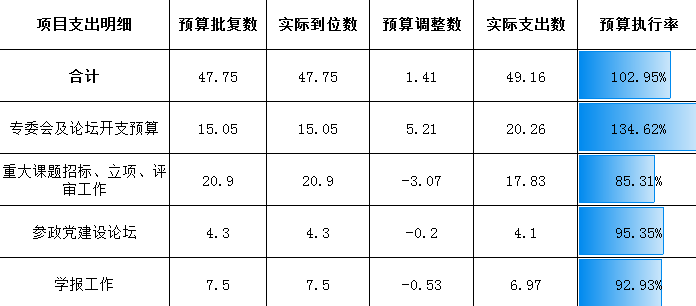 项目支出明细 预算批复数 实际到位数 预算调整数 实际支出数 预算执行率
合计 47.75 47.75 1.41 49.16 102.95%
专委会及论坛开支预算 15.05 15.05 5.21 20.26 134.62%
重大课题招标、立项、评
审工作 20.9 20.9 -3.07 17.83 85.31%
参政党建设论坛 4.3 4.3 -0.2 4.1 95.35%
学报工作 7.5 7.5 -0.53 6.97 92.93%